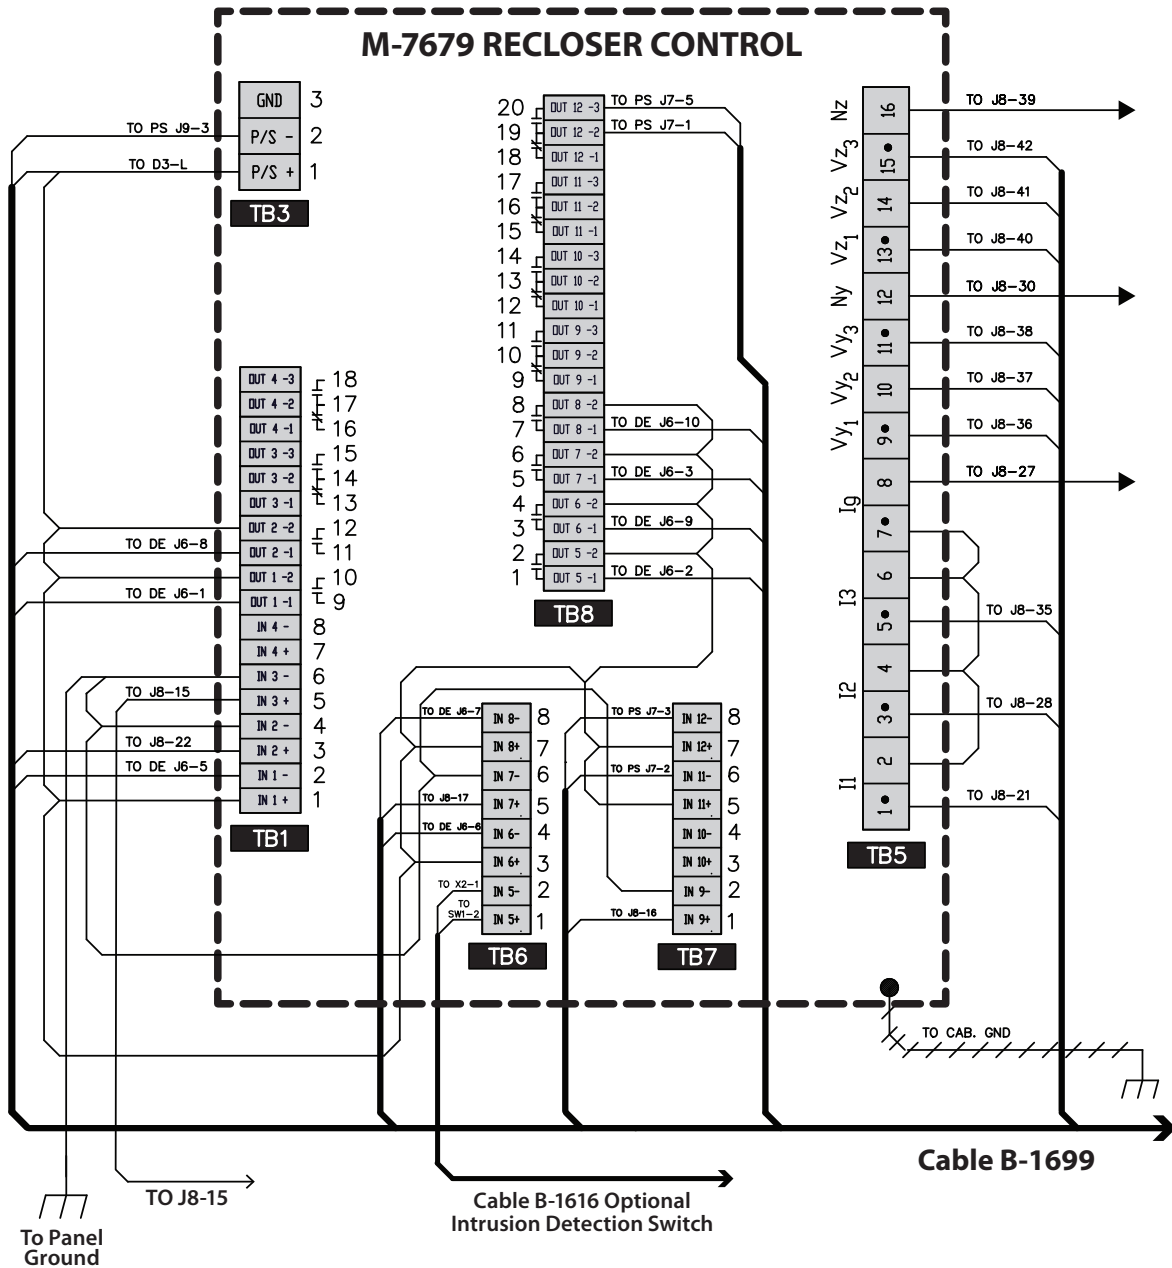 M-7679 RECLOSER CONTROL
GND 3
TO PS J9-3 P/S - 2
TO D3-L P/S + 1
TB3
OUT 4 -3 18
OUT 4 -2 17
OUT 4 -1 16
OUT 3 -3 15
OUT 3 -2 14
OUT 3 -1 13
OUT 2 -2 12
TO DE J6-8 OUT 2 -1 11
OUT 1 -2 10
TO DE J6-1 OUT 1 -1 9
IN 4 - 8
IN 4 + 7
IN 3 - 6
TO J8-15 IN 3 + 5
IN 2 - 4
TO J8-22 IN 2 + 3
TO DE J6-5 IN 1 - 2
IN 1 + 1
TB1
20 OUT 12 -3 TO PS J7-5
19 OUT 12 -2 TO PS J7-1
18 OUT 12 -1
17 OUT 11 -3
16 OUT 11 -2
15 OUT 11 -1
14 OUT 10 -3
13 OUT 10 -2
12 OUT 10 -1
11 OUT 9 -3
10 OUT 9 -2
9 OUT 9 -1
8 OUT 8 -2
7 OUT 8 -1 TO DE J6-10
6 OUT 7 -2
5 OUT 7 -1 TO DE J6-3
4 OUT 6 -2
3 OUT 6 -1 TO DE J6-9
2 OUT 5 -2
1 OUT 5 -1 TO DE J6-2
TB8
TO DE J6-7 IN 8- 8
IN 8+ 7
IN 7- 6
TO J8-17 IN 7+ 5
TO DE J6-6 IN 6- 4
IN 6+ 3
TO X2-1 IN 5- 2
TO
SW1-2 IN 5+ 1
TB6
TO PS J7-3 IN 12- 8
IN 12+ 7
TO PS J7-2 IN 11- 6
IN 11+ 5
IN 10- 4
IN 10+ 3
IN 9- 2
TO J8-16 IN 9+ 1
TB7
Nz 16 TO J8-39
Vz3 15 TO J8-42
Vz2 14 TO J8-41
Vz1 13 TO J8-40
Ny 12 TO J8-30
Vy3 11 TO J8-38
Vy2 10 TO J8-37
Vy1 9 TO J8-36
8 TO J8-27
Ig
7
6
I3
5 TO J8-35
4
I2
3 TO J8-28
2
I1
1 TO J8-21
TB5
TO CAB. GND
Cable B-1699
TO J8-15
Cable B-1616 Optional
Intrusion Detection Switch
To Panel
Ground